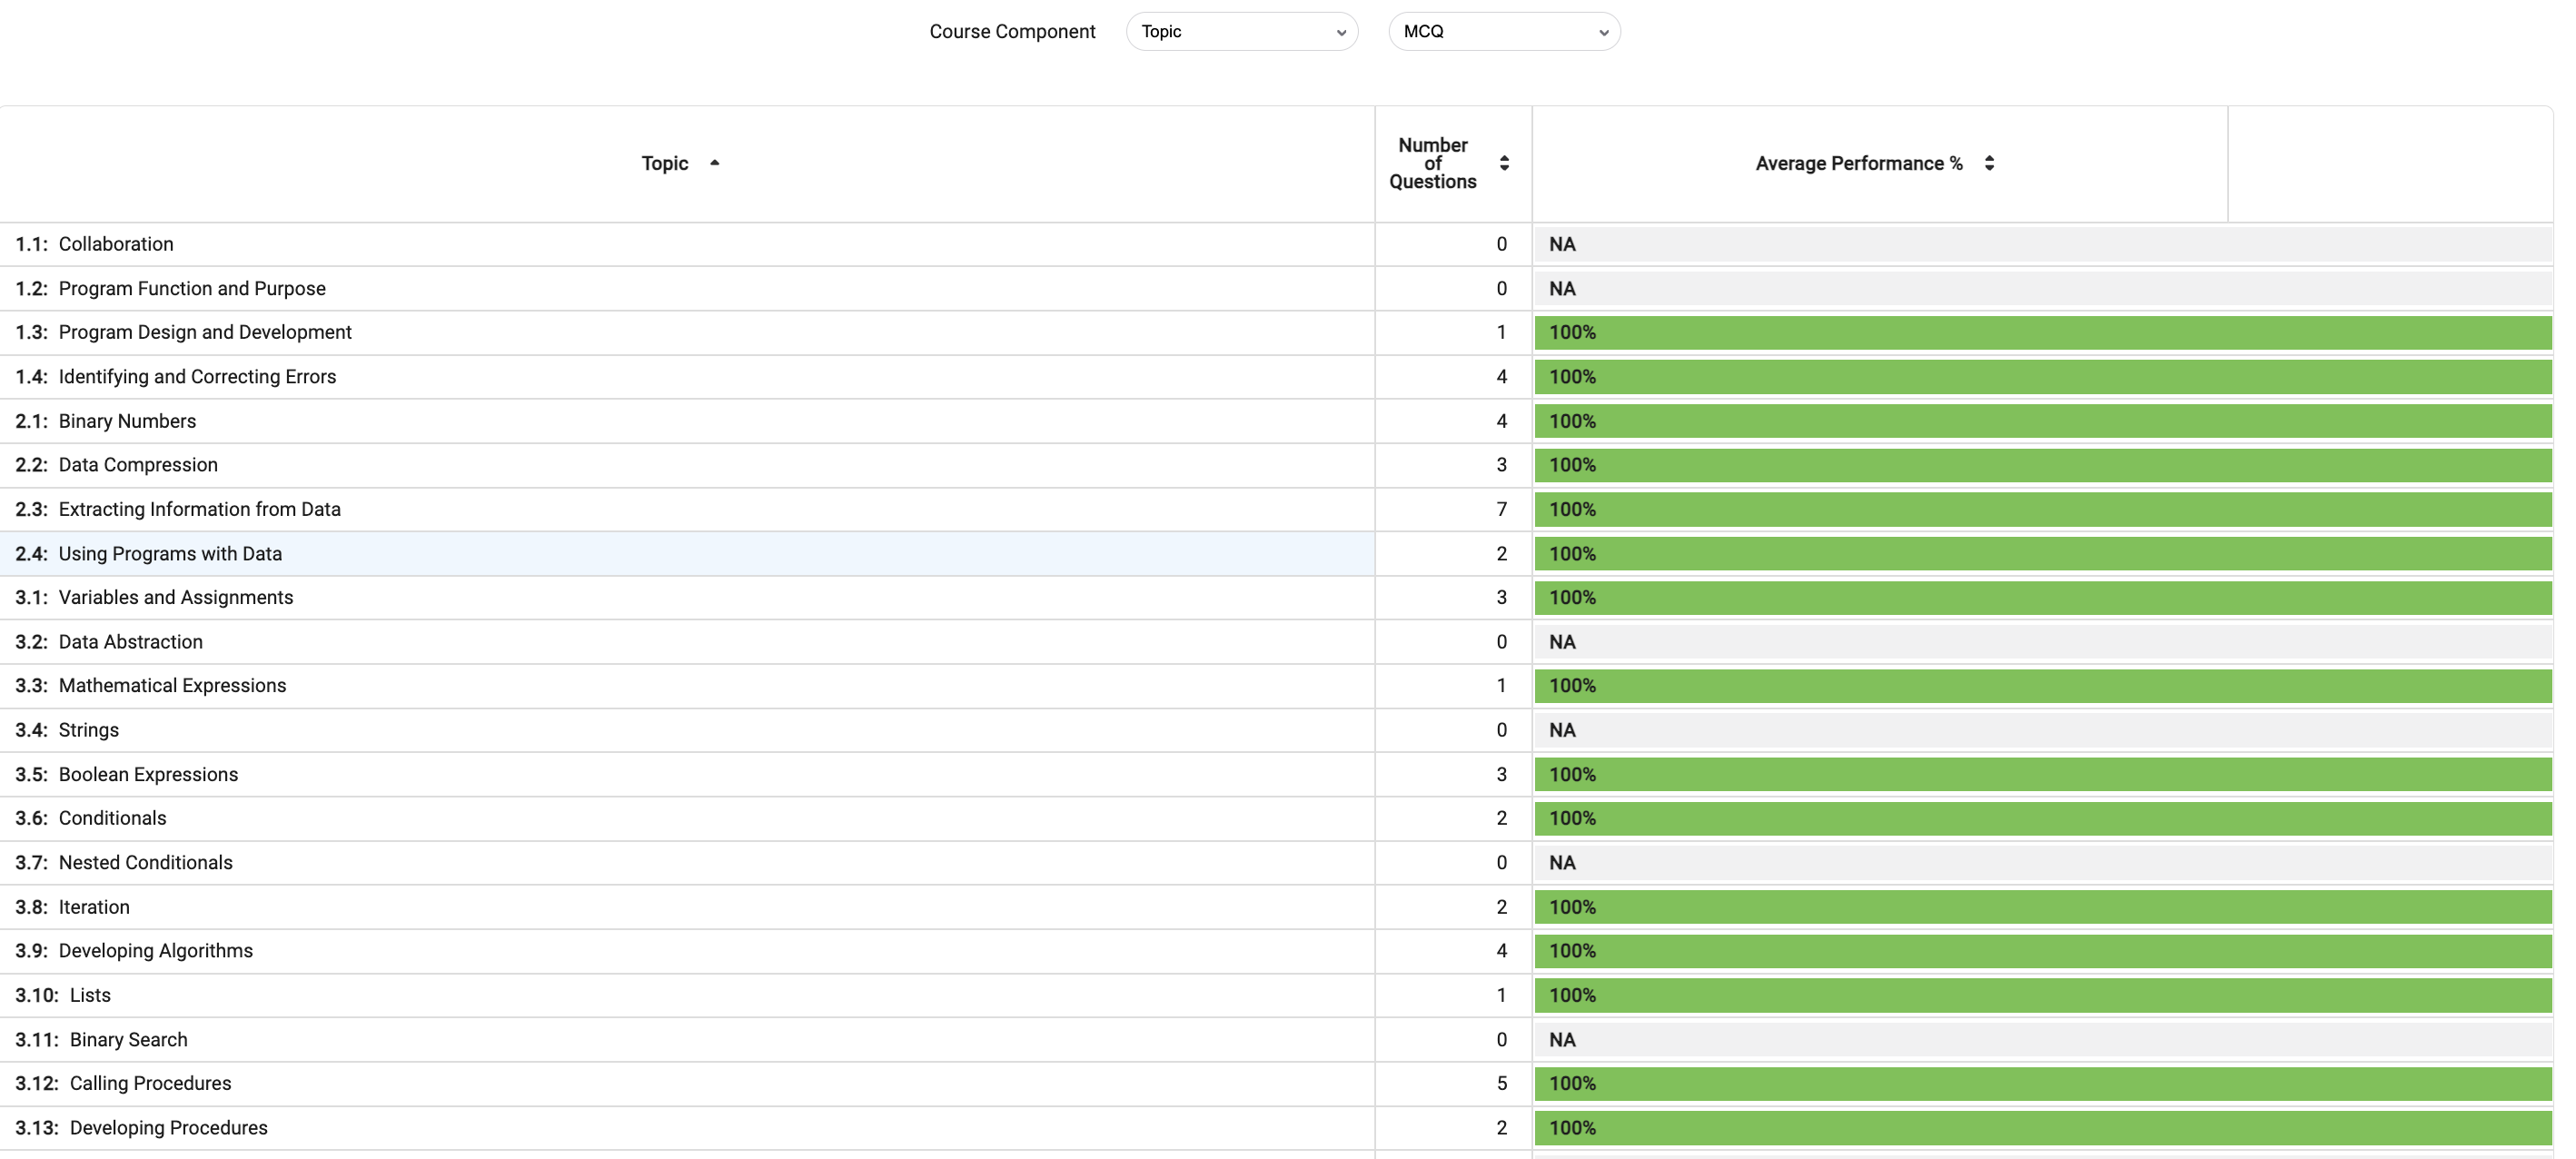 Course Component Topic MCQ
Topic Number of Questions Average Performance %
1.1: Collaboration 0 NA
1.2: Program Function and Purpose 0 NA
1.3: Program Design and Development 1 100%
1.4: Identifying and Correcting Errors 4 100%
2.1: Binary Numbers 4 100%
2.2: Data Compression 3 100%
2.3: Extracting Information from Data 7 100%
2.4: Using Programs with Data 2 100%
3.1: Variables and Assignments 3 100%
3.2: Data Abstraction 0 NA
3.3: Mathematical Expressions 1 100%
3.4: Strings 0 NA
3.5: Boolean Expressions 3 100%
3.6: Conditionals 2 100%
3.7: Nested Conditionals 0 NA
3.8: Iteration 2 100%
3.9: Developing Algorithms 4 100%
3.10: Lists 1 100%
3.11: Binary Search 0 NA
3.12: Calling Procedures 5 100%
3.13: Developing Procedures 2 100%